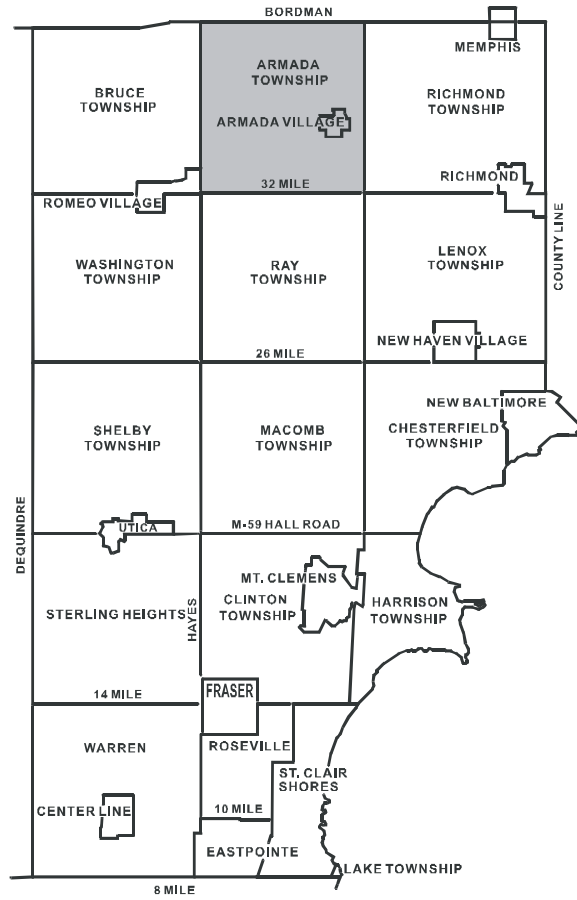 BORDMAN
MEMPHIS
ARMADA
TOWNSHIP
BRUCE
TOWNSHIP
RICHMOND
TOWNSHIP
ARMADA VILLAGE
RICHMOND
32 MILE
ROMEO VILLAGE
COUNTY LINE
WASHINGTON
TOWNSHIP
RAY
TOWNSHIP
LENOX
TOWNSHIP
NEW HAVEN VILLAGE
26 MILE
NEW BALTIMORE
SHELBY
TOWNSHIP
MACOMB
TOWNSHIP
CHESTERFIELD
TOWNSHIP
UTICA
M-59 HALL ROAD
DEQUINDRE
MT. CLEMENS
CLINTON
TOWNSHIP
HARRISON
TOWNSHIP
STERLING HEIGHTS
HAYES
14 MILE
FRASER
WARREN
ROSEVILLE
ST. CLAIR
SHORES
CENTER LINE
10 MILE
EASTPOINTE
LAKE TOWNSHIP
8 MILE